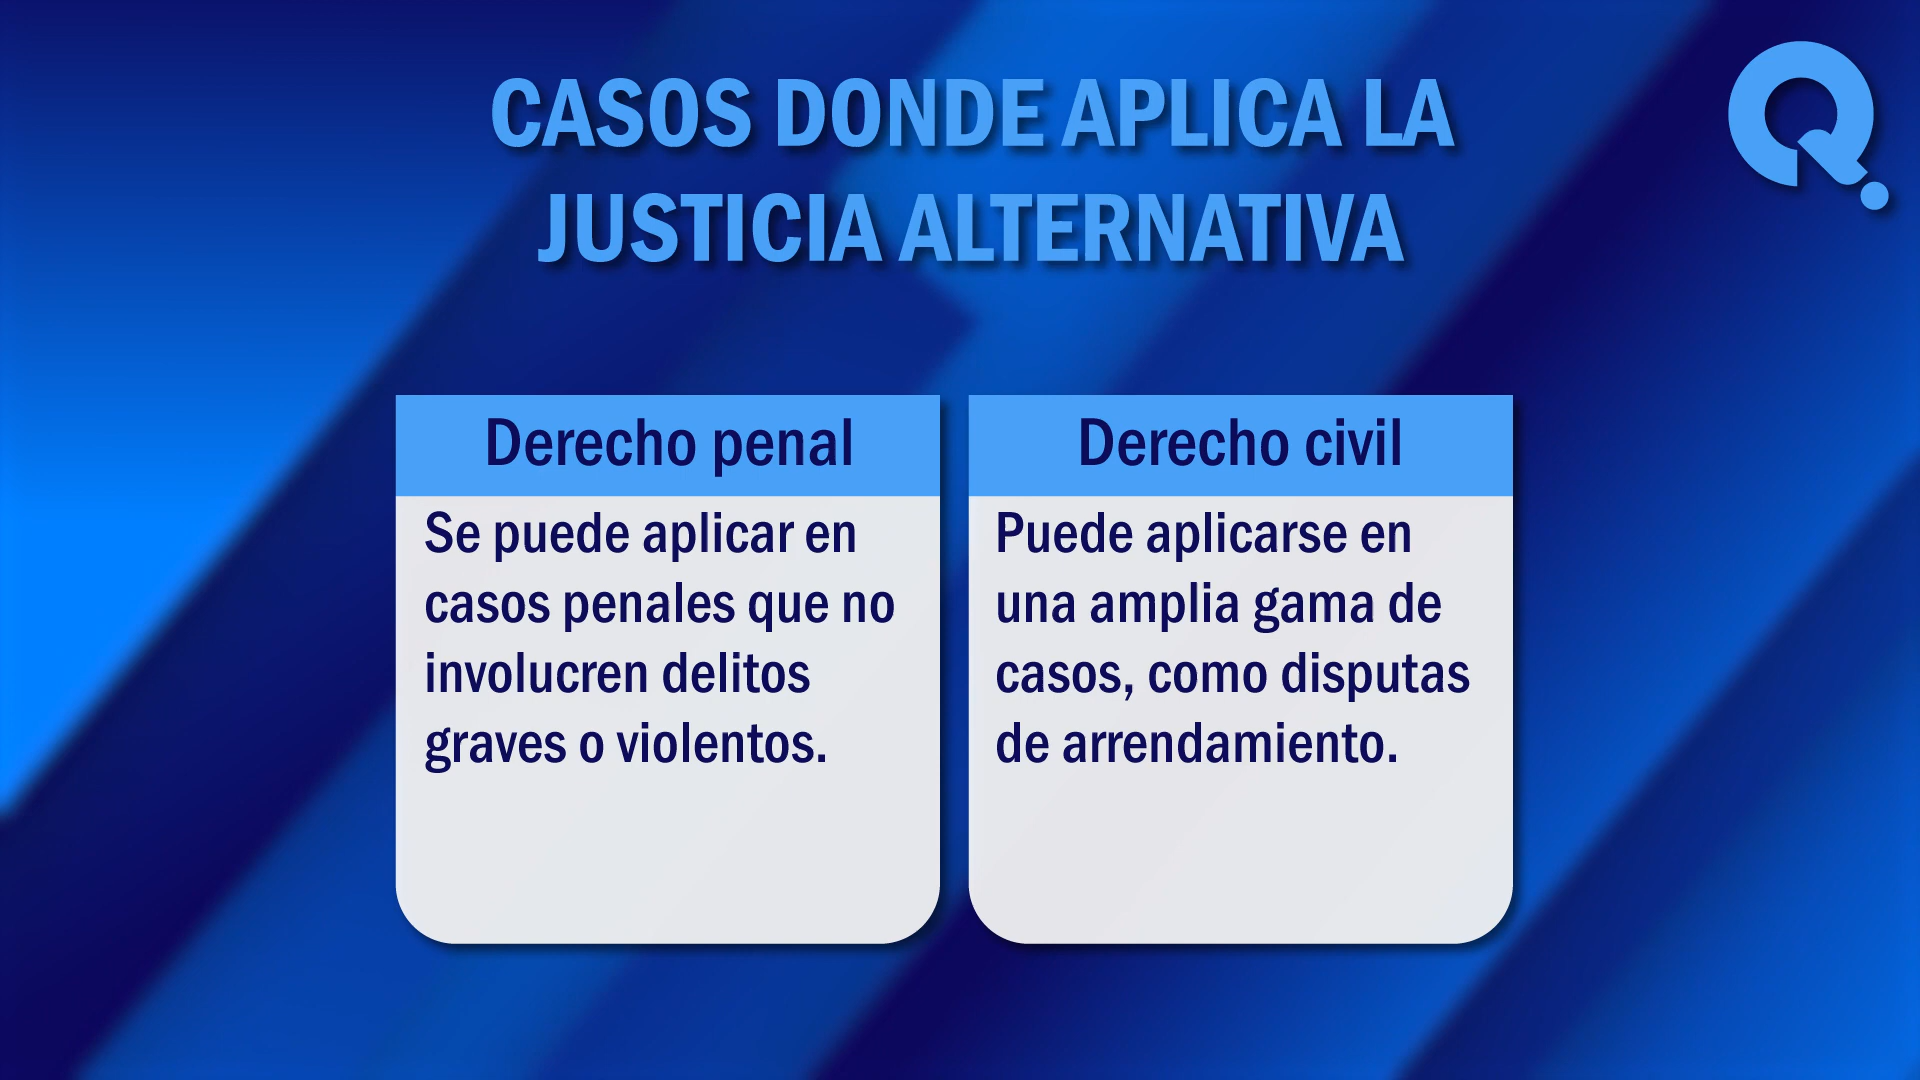 CASOS DONDE APLICA LA
JUSTICIA ALTERNATIVA
Derecho penal
Se puede aplicar en
casos penales que no
involucren delitos
graves o violentos.
Derecho civil
Puede aplicarse en
una amplia gama de
casos, como disputas
de arrendamiento.